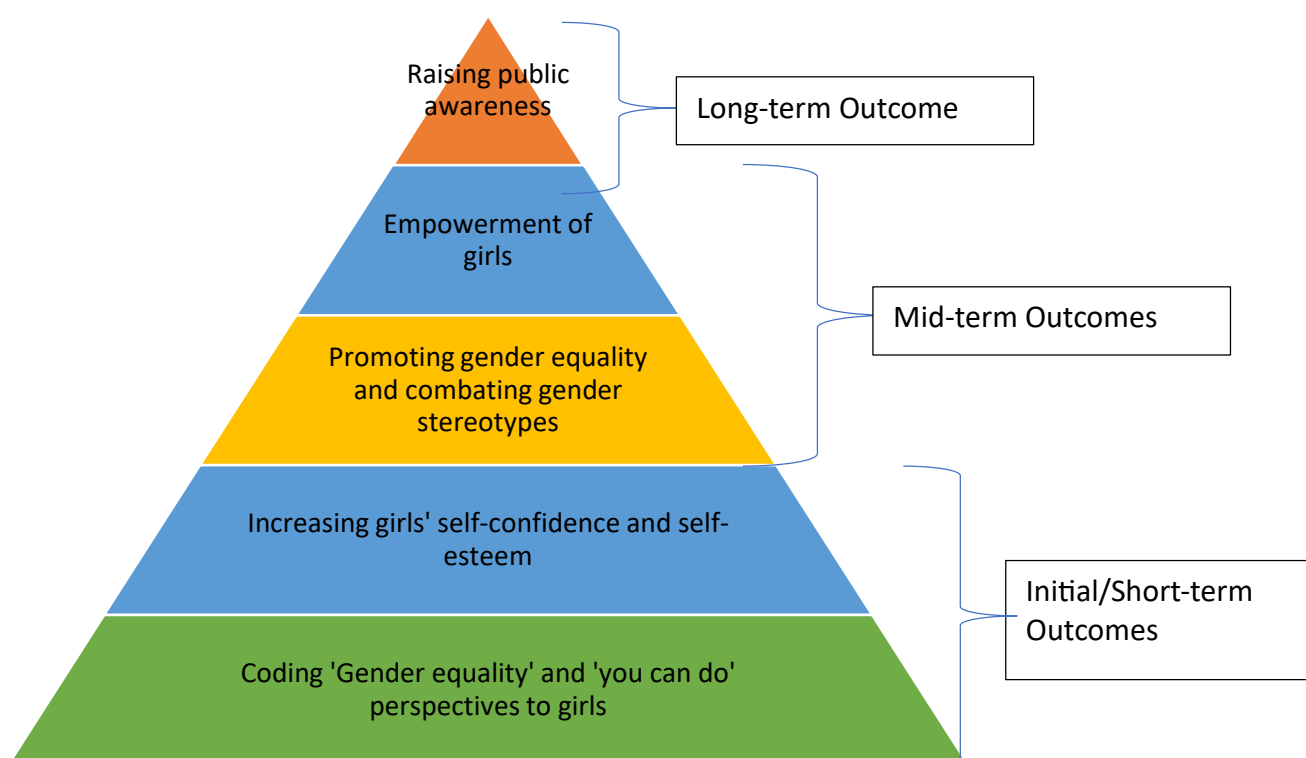 Raising public
awareness
Long-term Outcome
Empowerment of
girls
Mid-term Outcomes
Promoting gender equality
and combating gender
stereotypes
Increasing girls' self-confidence and self-
esteem
Initial/Short-term
Outcomes
Coding 'Gender equality' and 'you can do'
perspectives to girls